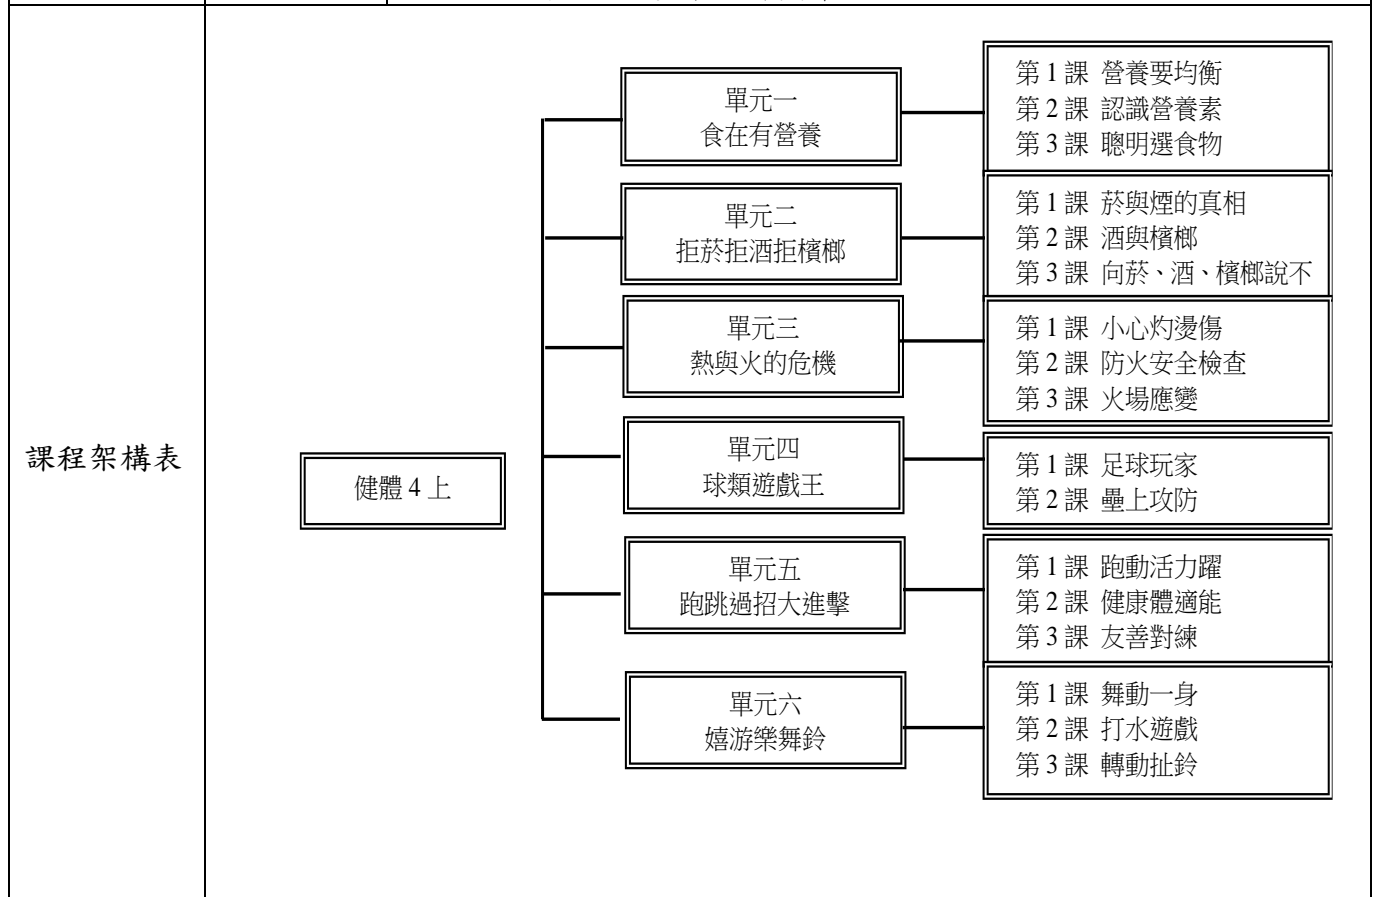 課程架構表
健體 4 上
單元一
食在有營養
第 1 課 營養要均衡
第 2 課 認識營養素
第 3 課 聰明選食物
單元二
拒菸拒酒拒檳榔
第 1 課 菸與煙的真相
第 2 課 酒與檳榔
第 3 課 向菸、酒、檳榔說不
單元三
熱與火的危機
第 1 課 小心灼燙傷
第 2 課 防火安全檢查
第 3 課 火場應變
單元四
球類遊戲王
第 1 課 足球玩家
第 2 課 壘上攻防
單元五
跑跳過招大進擊
第 1 課 跑動活力躍
第 2 課 健康體適能
第 3 課 友善對練
單元六
嬉游樂舞鈴
第 1 課 舞動一身
第 2 課 打水遊戲
第 3 課 轉動扯鈴